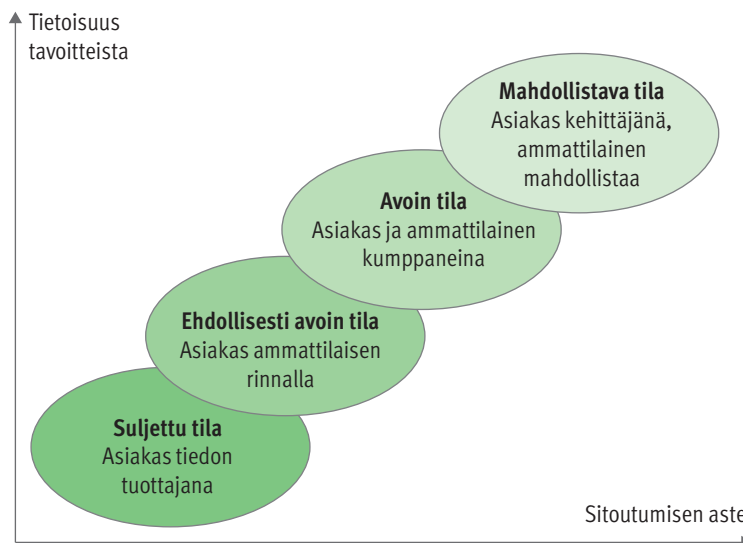 Tietoisuus
tavoitteista
Mahdollistava tila
Asiakas kehittäjänä,
ammattilainen
mahdollistaa
Avoin tila
Asiakas ja ammattilainen
kumppaneina
Ehdollisesti avoin tila
Asiakas ammattilaisen
rinnalla
Suljettu tila
Asiakas tiedon
tuottajana
Sitoutumisen aste